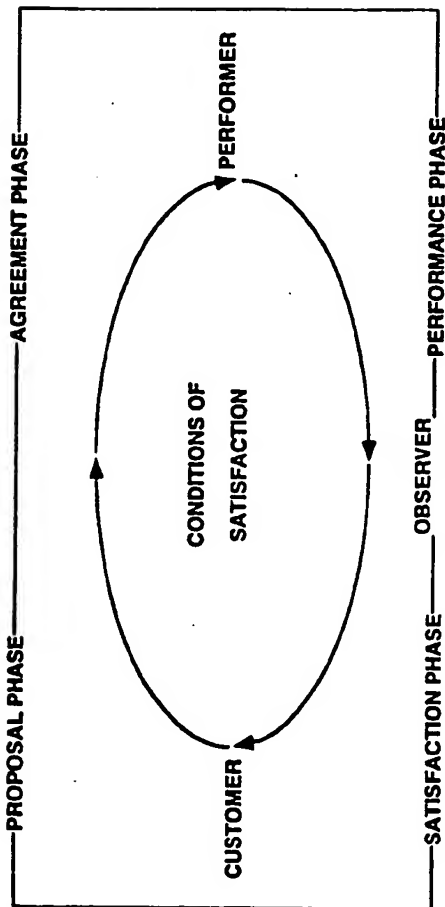 PROPOSAL PHASE
AGREEMENT PHASE
CUSTOMER
CONDITIONS OF
SATISFACTION
PERFORMER
SATISFACTION PHASE
OBSERVER
PERFORMANCE PHASE